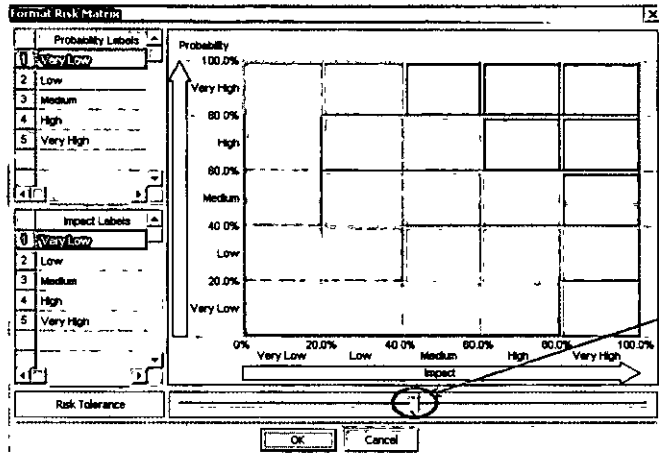 Format Risk Matrix
Probability Labels
1 Very Low
2 Low
3 Medium
4 High
5 Very High
Impact Labels
1 Very Low
2 Low
3 Medium
4 High
5 Very High
Probability
100.0%
Very High
80.0%
High
60.0%
Medium
40.0%
Low
20.0%
Very Low
0% 20.0% 40.0% 60.0% 80.0% 100.0%
Very Low Low Medium High Very High
Impact
Risk Tolerance
OK Cancel